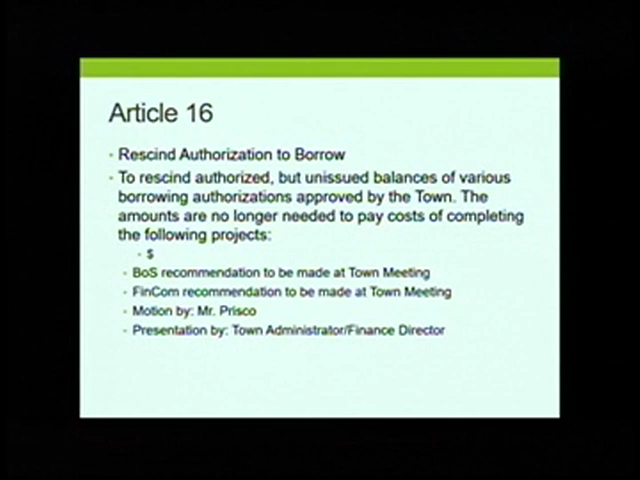 Article 16
· Rescind Authorization to Borrow
· To rescind authorized, but unissued balances of various
borrowing authorizations approved by the Town. The
amounts are no longer needed to pay costs of completing
the following projects:
· $
· BoS recommendation to be made at Town Meeting
· FinCom recommendation to be made at Town Meeting
· Motion by: Mr. Prisco
· Presentation by: Town Administrator/Finance Director